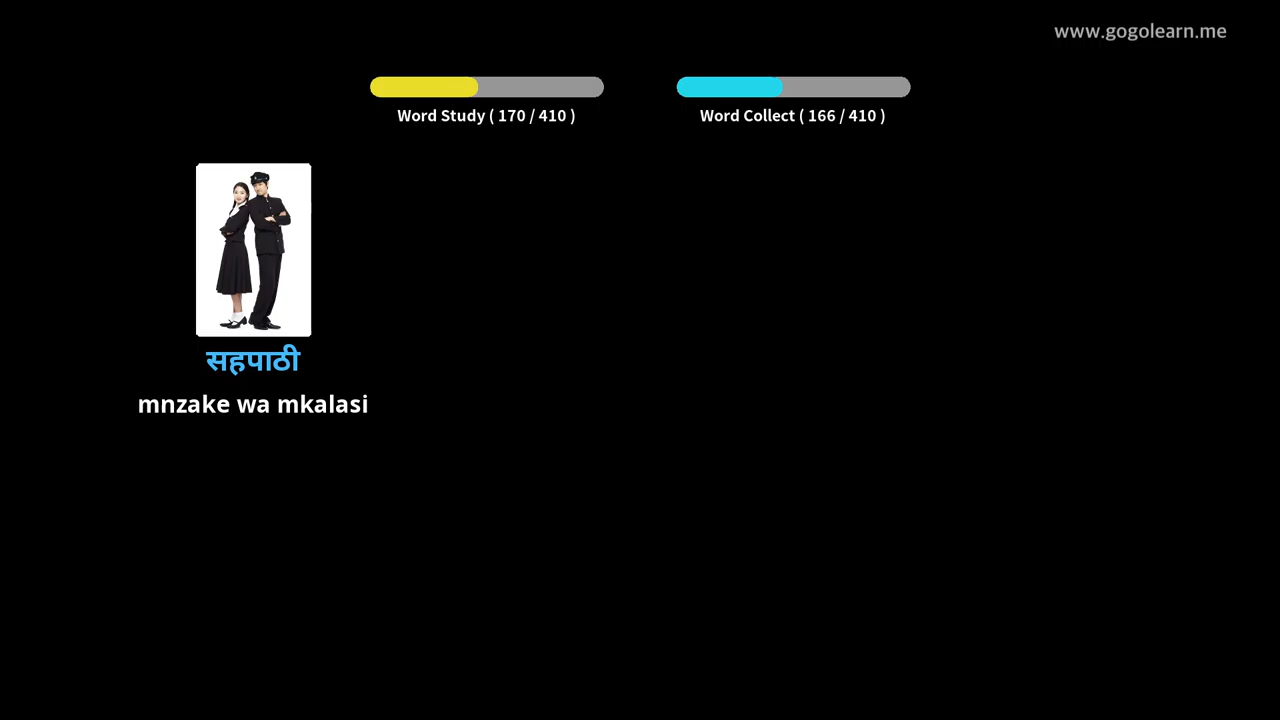 www.gogolearn.me
Word Study ( 170 / 410 )
Word Collect ( 166 / 410 )
सहपाठी
mnzake wa mkalasi